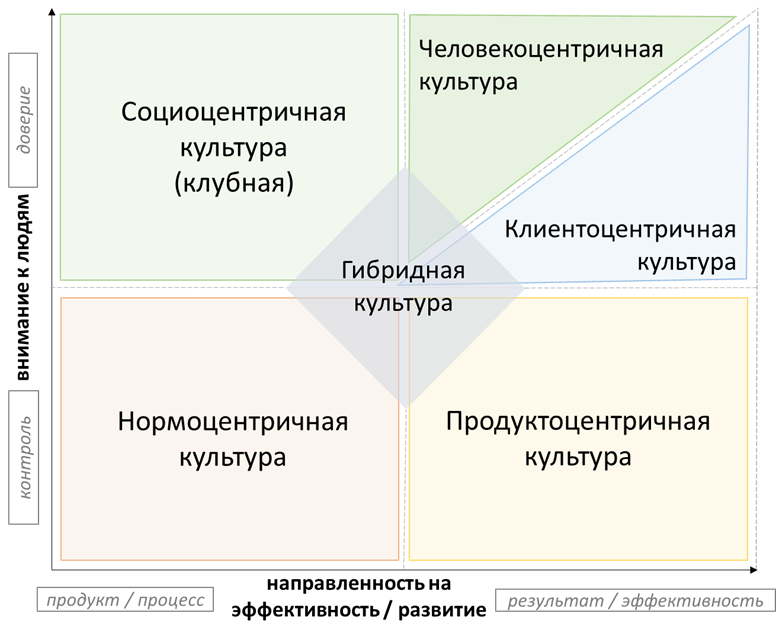 Человекоцентричная
культура
Социоцентричная
культура
(клубная)
Клиентоцентричная
культура
Гибридная
культура
Нормоцентричная
культура
Продуктоцентричная
культура
доверие
внимание к людям
контроль
направленность на
эффективность / развитие
продукт / процесс
результат / эффективность